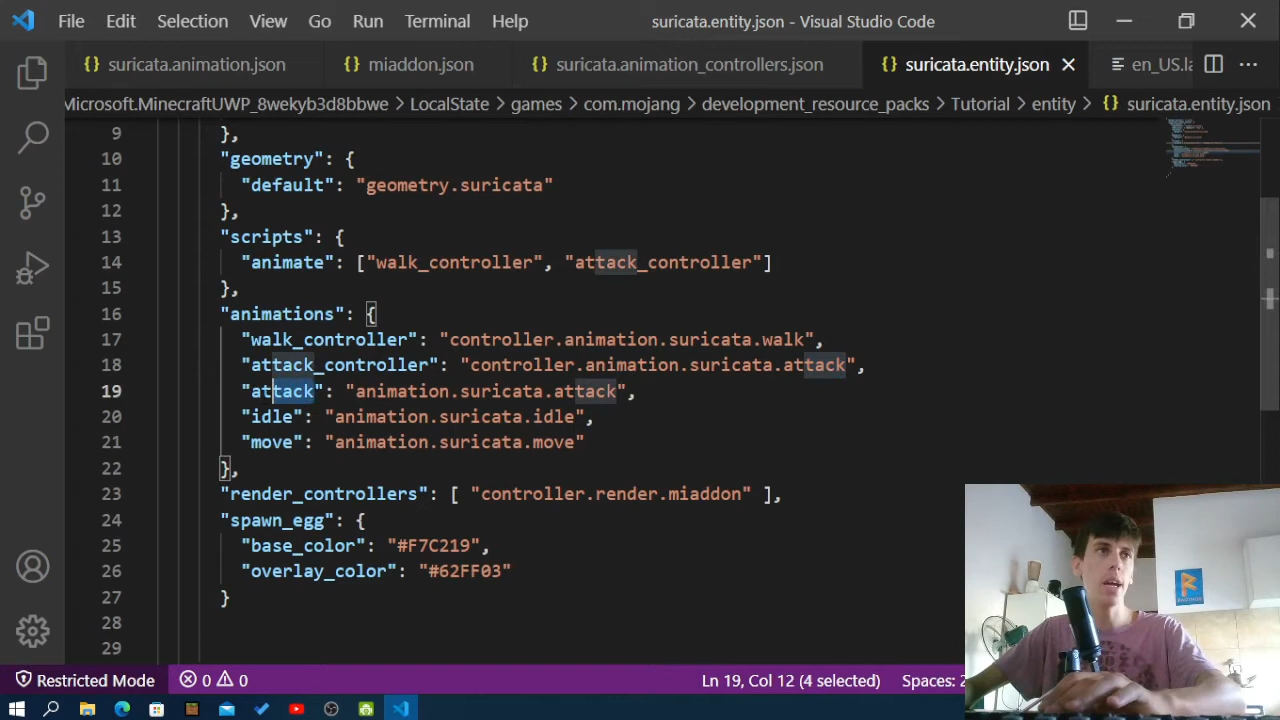 File Edit Selection View Go Run Terminal Help suricata.entity.json - Visual Studio Code
{} suricata.animation.json {} miaddon.json {} suricata.animation_controllers.json {} suricata.entity.json en_US.la
Microsoft.MinecraftUWP_8wekyb3d8bbwe > LocalState > games > com.mojang > development_resource_packs > Tutorial > entity > {} suricata.entity.json
9 },
10 "geometry": {
11 "default": "geometry.suricata"
12 },
13 "scripts": {
14 "animate": ["walk_controller", "attack_controller"]
15 },
16 "animations": {
17 "walk_controller": "controller.animation.suricata.walk",
18 "attack_controller": "controller.animation.suricata.attack",
19 "attack": "animation.suricata.attack",
20 "idle": "animation.suricata.idle",
21 "move": "animation.suricata.move"
22 },
23 "render_controllers": [ "controller.render.miaddon" ],
24 "spawn_egg": {
25 "base_color": "#F7C219",
26 "overlay_color": "#62FF03"
27 }
28
29
Restricted Mode 0 0 Ln 19, Col 12 (4 selected) Spaces: 2